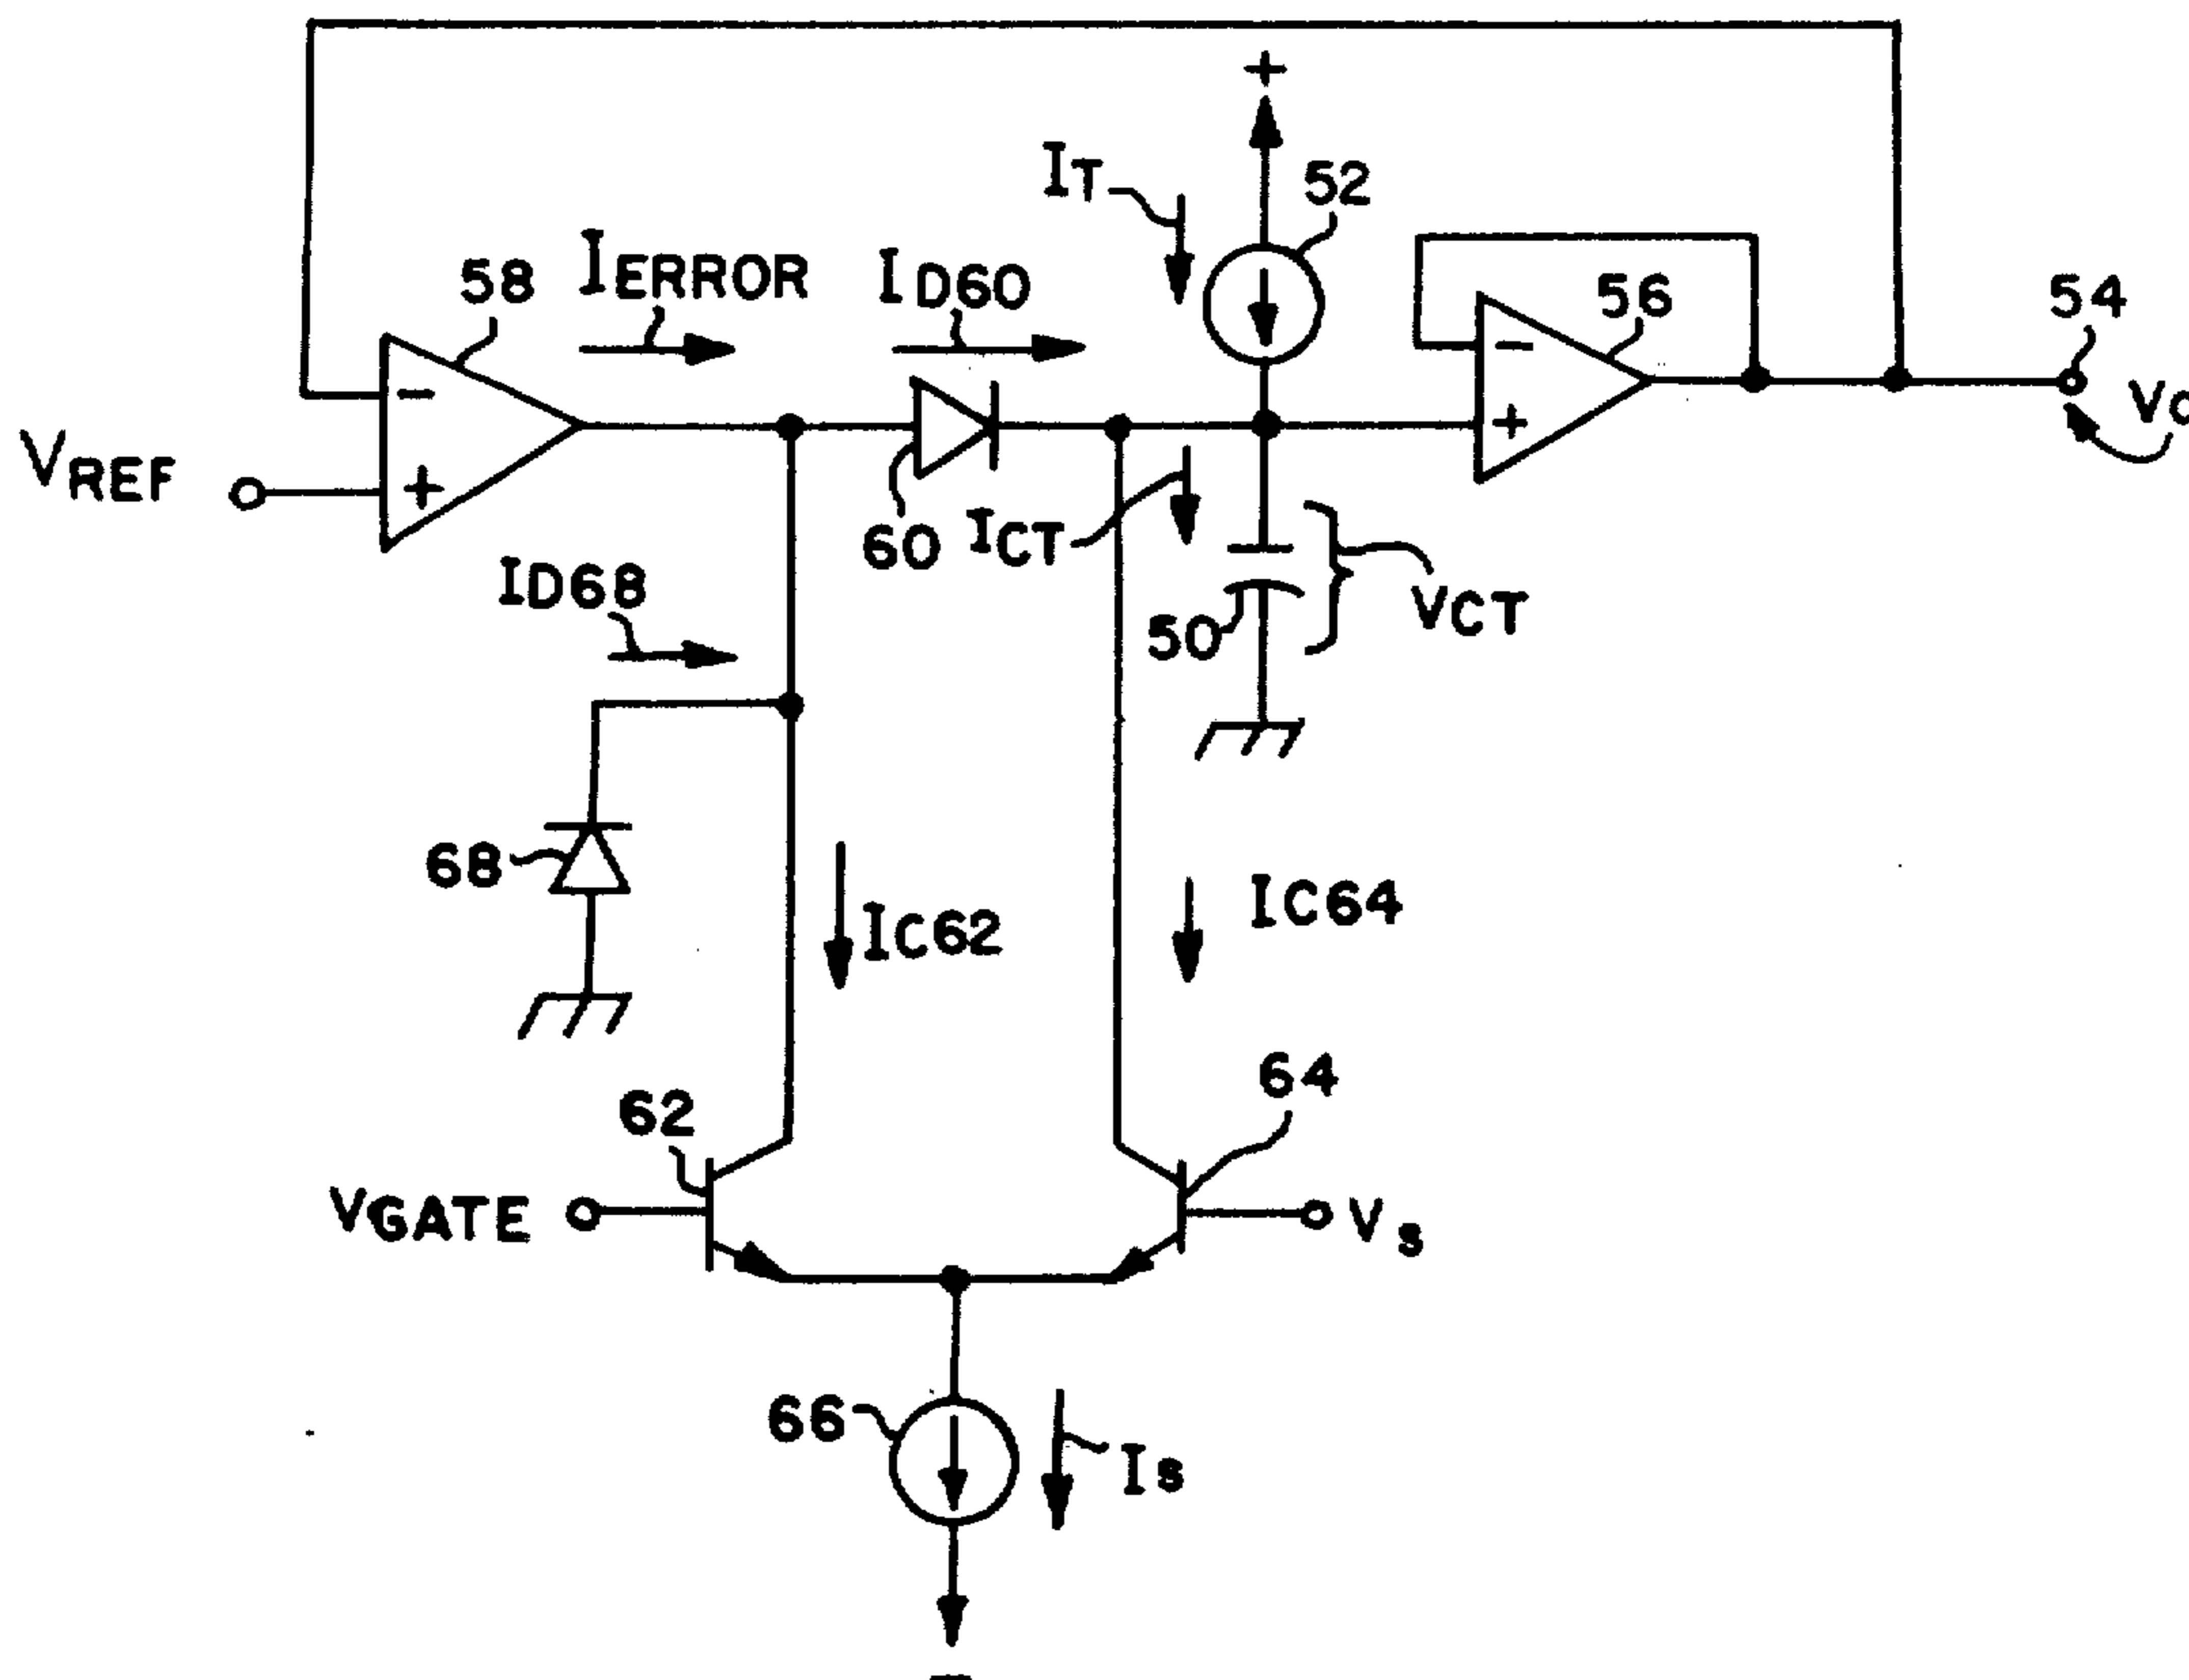 +
IT
52
58
IERROR
ID60
56
54
−
−
VREF
+
+
60
ICT
ID68
50
VCT
68
IC62
IC64
62
64
VGATE
VS
66
IS